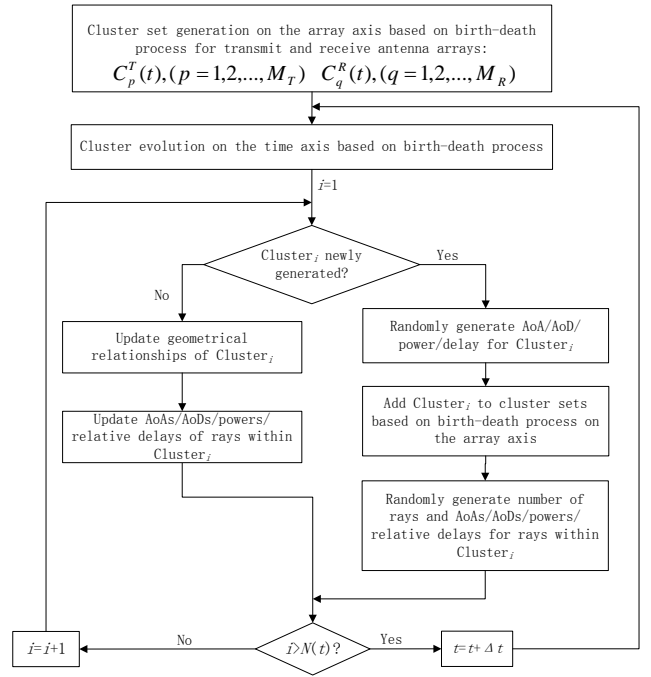 Cluster set generation on the array axis based on birth-death
process for transmit and receive antenna arrays:
C_p^T(t),(p=1,2,...,M_T) C_q^R(t),(q=1,2,...,M_R)
Cluster evolution on the time axis based on birth-death process
i=1
Cluster_i newly
generated?
Yes
No
Update geometrical
relationships of Cluster_i
Randomly generate AoA/AoD/
power/delay for Cluster_i
Update AoAs/AoDs/powers/
relative delays of rays within
Cluster_i
Add Cluster_i to cluster sets
based on birth-death process on
the array axis
Randomly generate number of
rays and AoAs/AoDs/powers/
relative delays for rays within
Cluster_i
i=i+1
No
i>N(t)?
Yes
t=t+Δt